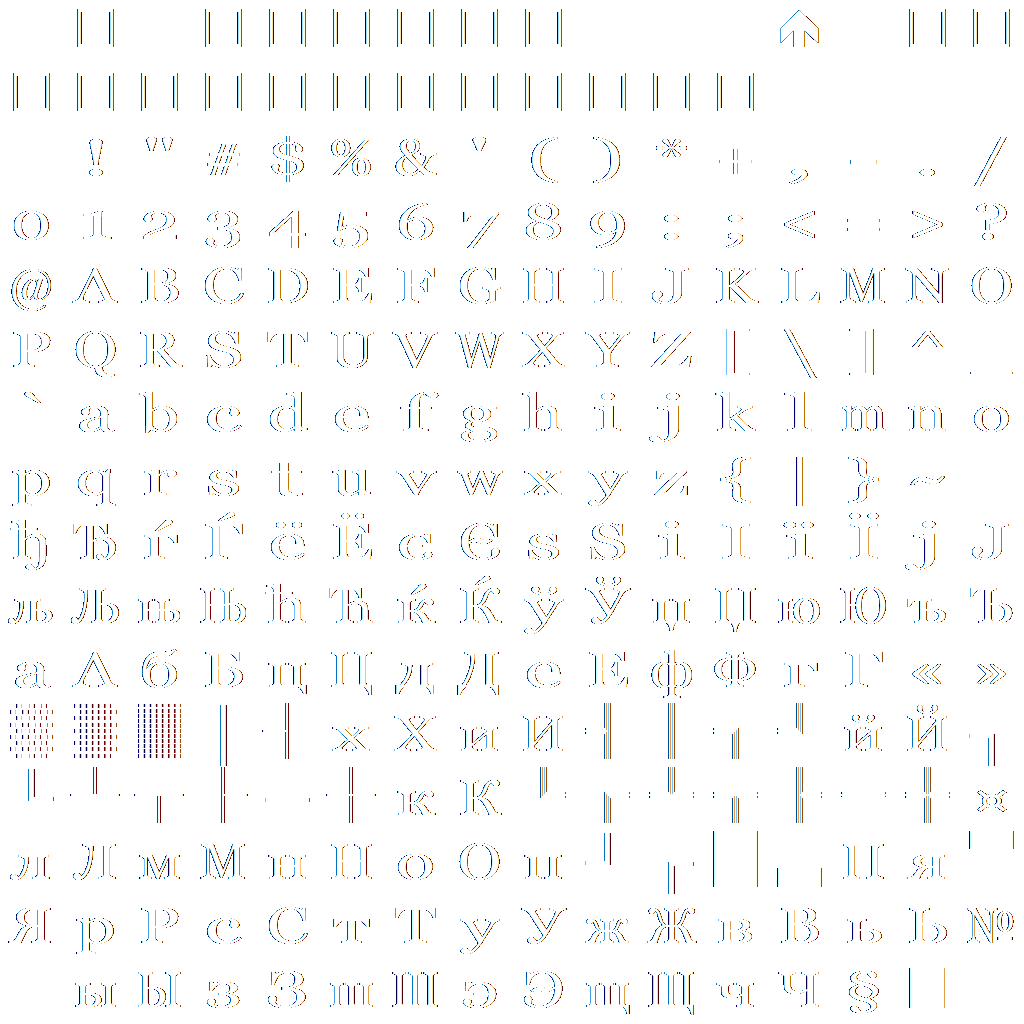 ! " # $ % & ' ( ) * + , - . /
0 1 2 3 4 5 6 7 8 9 : ; < = > ?
@ A B C D E F G H I J K L M N O
P Q R S T U V W X Y Z [ \ ] ^ _
` a b c d e f g h i j k l m n o
p q r s t u v w x y z { | } ~
ђ Ђ ѓ Ѓ ё Ё є Є ѕ Ѕ і І ї Ї ј Ј
љ Љ њ Њ ћ Ћ ќ Ќ ў Ў џ Џ ю Ю ъ Ъ
а А б Б ц Ц д Д е Е ф Ф г Г « »
░ ▒ ▓ │ ┤ х Х и И ╣ ║ ╗ ╝ й Й ┐
└ ┴ ┬ ├ ─ ┼ к К ╚ ╔ ╩ ╦ ╠ ═ ╬ ¤
л Л м М н Н о О п ┘ ┌ █ ▄ П я ▀
Я р Р с С т Т у У ж Ж в В ь Ь №
ы Ы з З ш Ш э Э щ Щ ч Ч § ■